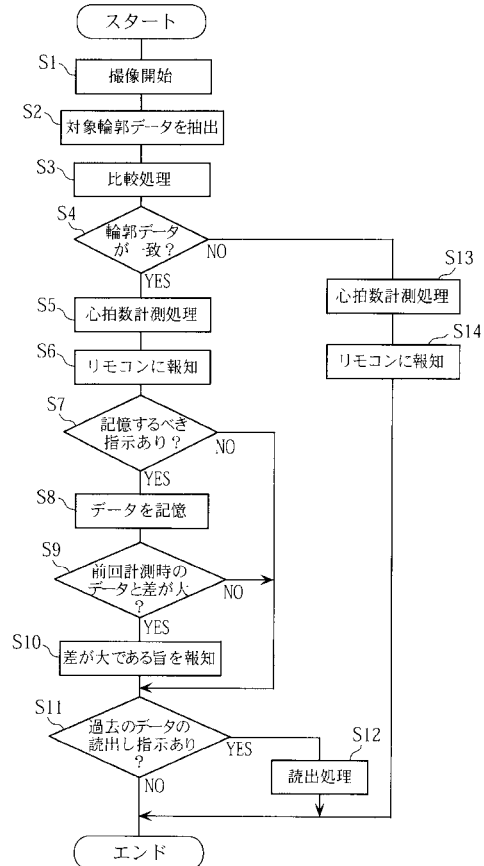 スタート
S1
撮像開始
S2
対象輪郭データを抽出
S3
比較処理
S4
輪郭データ
が一致?
NO
YES
S5
心拍数計測処理
S6
リモコンに報知
S13
心拍数計測処理
S14
リモコンに報知
S7
記憶するべき
指示あり?
NO
YES
S8
データを記憶
S9
前回計測時の
データと差が大
?
NO
YES
S10
差が大である旨を報知
S11
過去のデータの
読出し指示あり
?
YES
NO
S12
読出処理
エンド